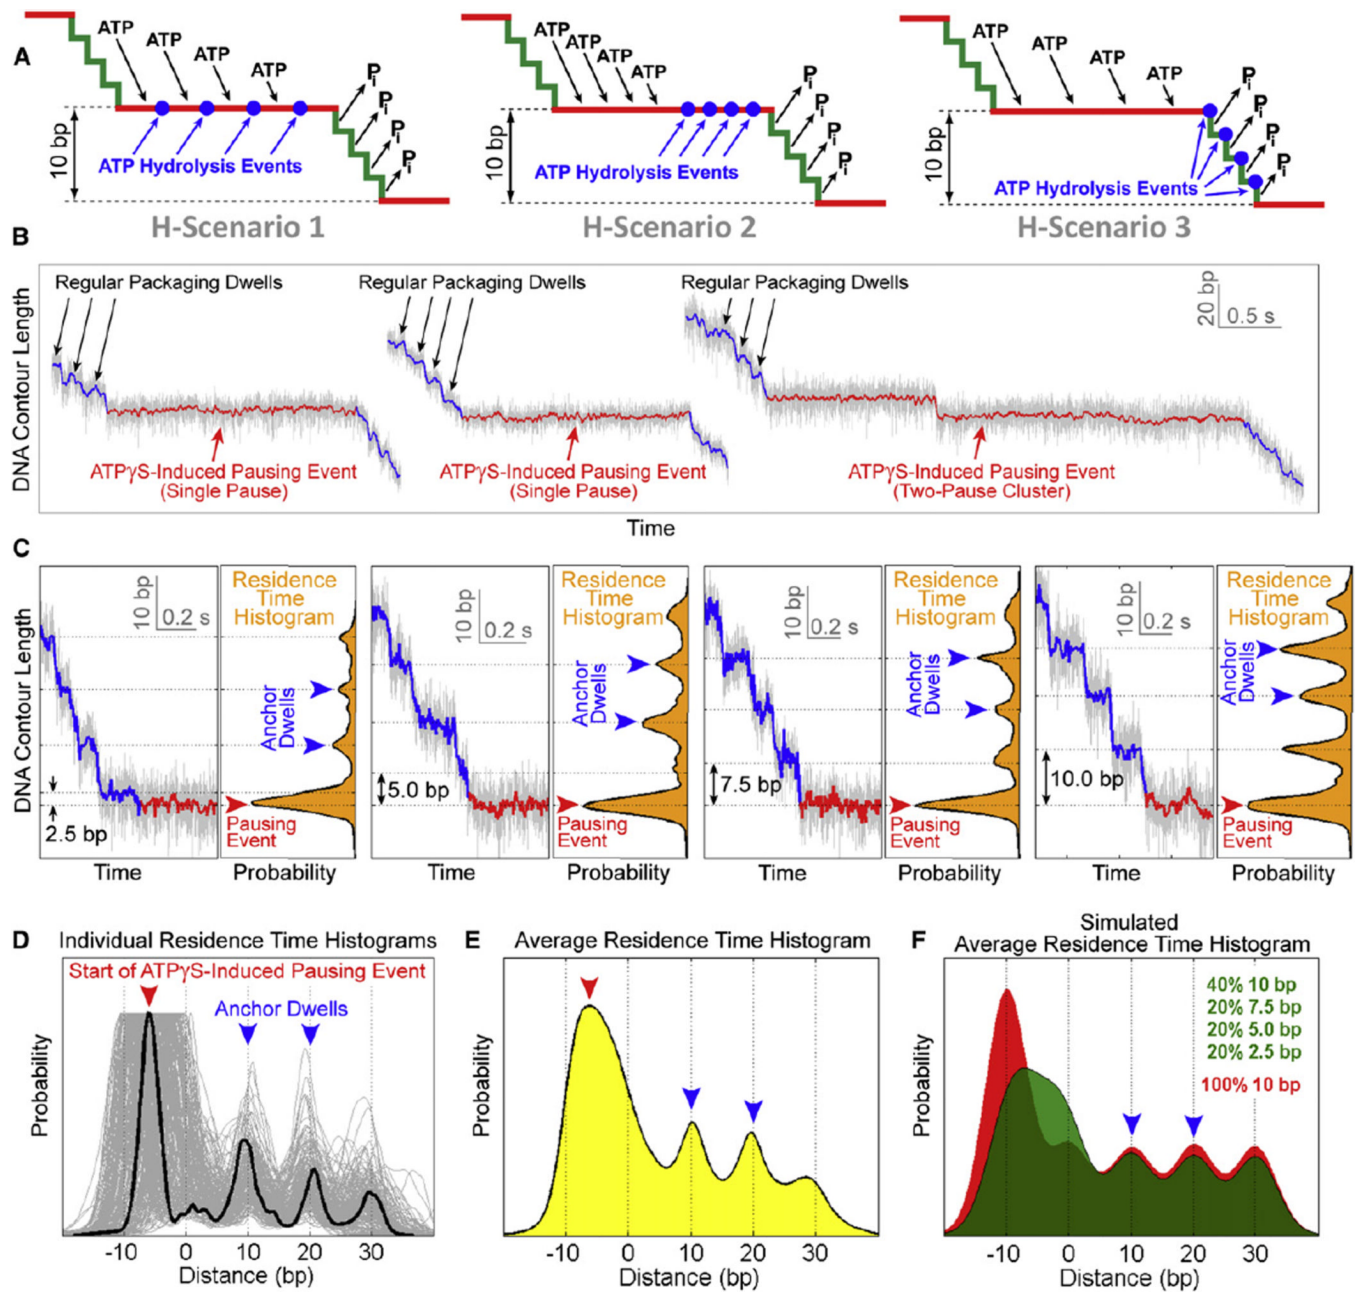 A
ATP
ATP
ATP
ATP
Pi
Pi
Pi
Pi
10 bp
ATP Hydrolysis Events
H-Scenario 1
ATP
ATP
ATP
ATP
Pi
Pi
Pi
Pi
10 bp
ATP Hydrolysis Events
H-Scenario 2
ATP
ATP
ATP
ATP
Pi
Pi
Pi
Pi
10 bp
ATP Hydrolysis Events
H-Scenario 3
B
DNA Contour Length
Regular Packaging Dwells
Regular Packaging Dwells
Regular Packaging Dwells
20 bp
0.5 s
ATPγS-Induced Pausing Event
(Single Pause)
ATPγS-Induced Pausing Event
(Single Pause)
ATPγS-Induced Pausing Event
(Two-Pause Cluster)
Time
C
DNA Contour Length
10 bp
0.2 s
2.5 bp
Time
Residence
Time
Histogram
Anchor
Dwells
Pausing
Event
Probability
10 bp
0.2 s
5.0 bp
Time
Residence
Time
Histogram
Anchor
Dwells
Pausing
Event
Probability
10 bp
0.2 s
7.5 bp
Time
Residence
Time
Histogram
Anchor
Dwells
Pausing
Event
Probability
10 bp
0.2 s
10.0 bp
Time
Residence
Time
Histogram
Anchor
Dwells
Pausing
Event
Probability
D
Individual Residence Time Histograms
Start of ATPγS-Induced Pausing Event
Anchor Dwells
Probability
-10 0 10 20 30
Distance (bp)
E
Average Residence Time Histogram
Probability
-10 0 10 20 30
Distance (bp)
F
Simulated
Average Residence Time Histogram
40% 10 bp
20% 7.5 bp
20% 5.0 bp
20% 2.5 bp
100% 10 bp
Probability
-10 0 10 20 30
Distance (bp)